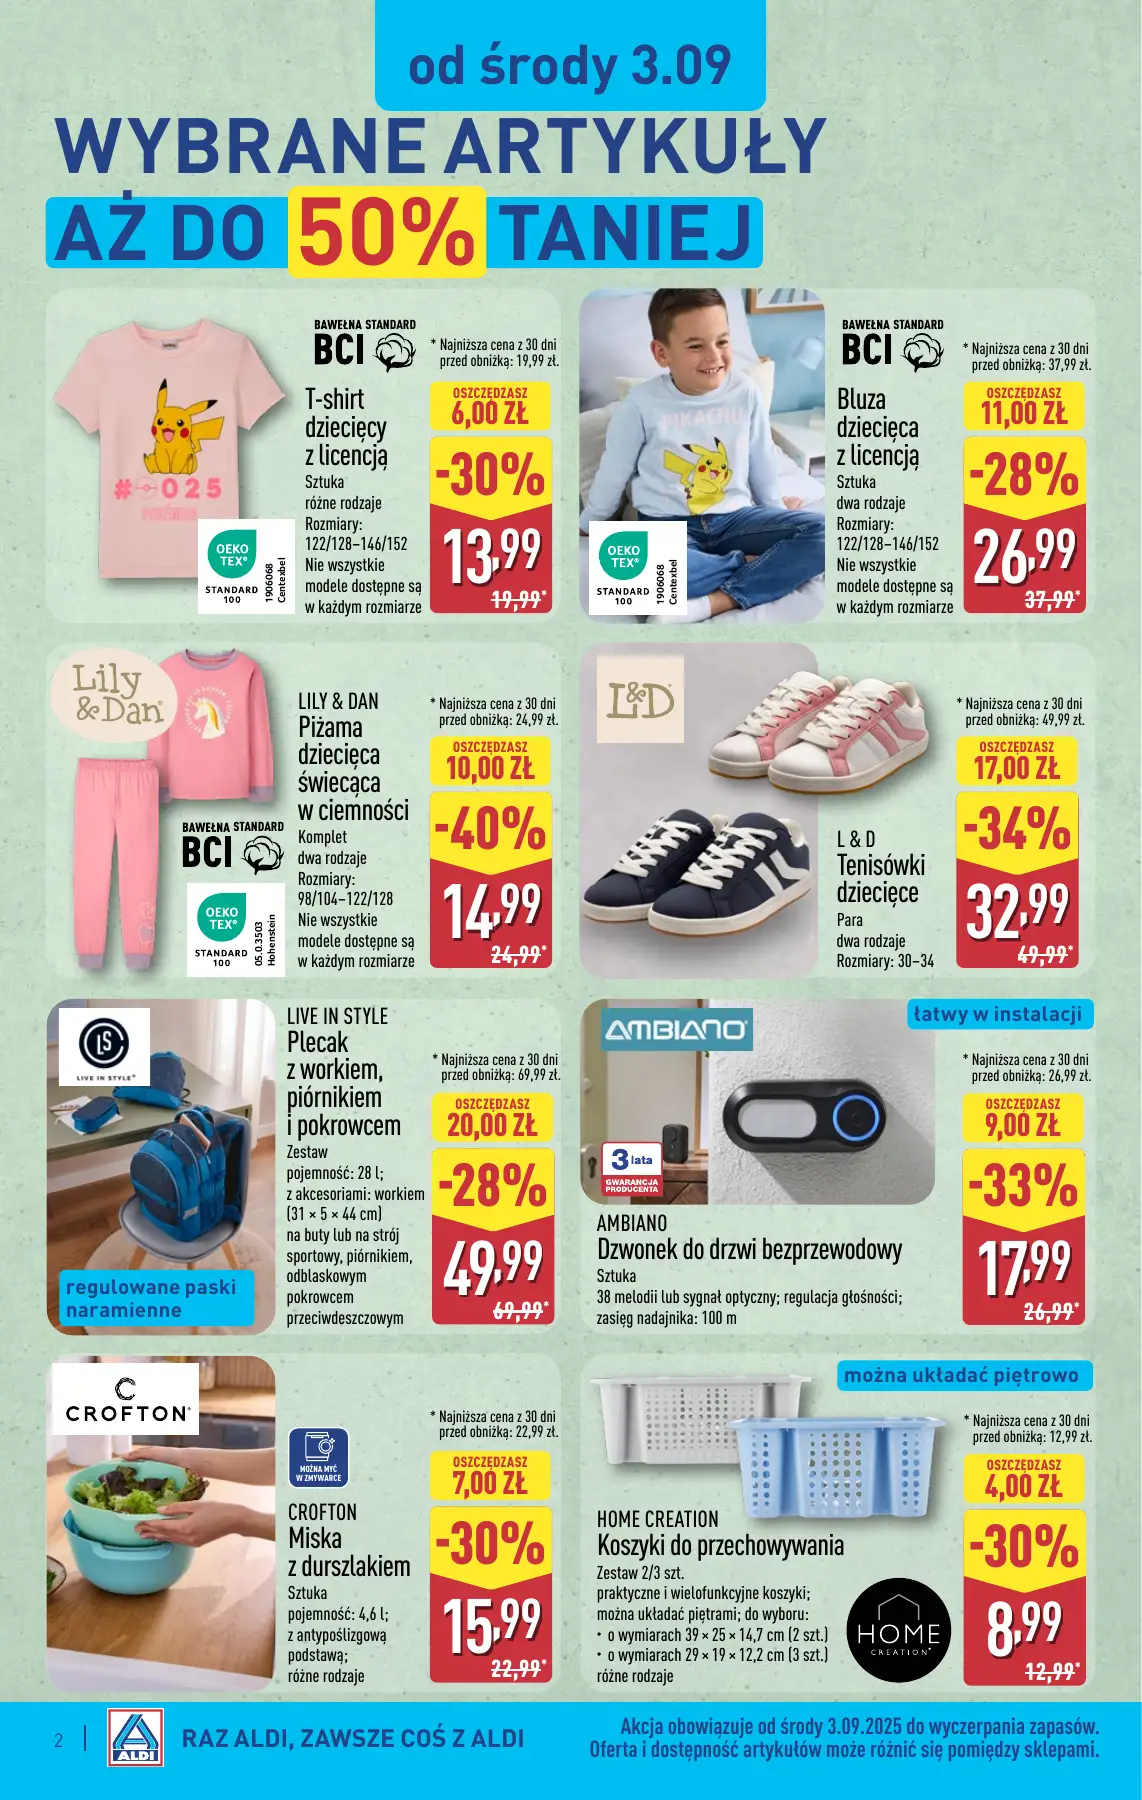 od środy 3.09
WYBRANE ARTYKUŁY
AŻ DO 50% TANIEJ
BAWEŁNA STANDARD
BCI
* Najniższa cena z 30 dni
przed obniżką: 19,99 zł.
T-shirt
dziecięcy
z licencją
Sztuka
różne rodzaje
Rozmiary:
122/128–146/152
Nie wszystkie
modele dostępne są
w każdym rozmiarze
OSZCZĘDZASZ
6,00 ZŁ
-30%
13,99
19,99*
#025
POKÉMON
OEKO
TEX®
STANDARD
100
1906068
Centexbel
BAWEŁNA STANDARD
BCI
* Najniższa cena z 30 dni
przed obniżką: 37,99 zł.
Bluza
dziecięca
z licencją
Sztuka
dwa rodzaje
Rozmiary:
122/128–146/152
Nie wszystkie
modele dostępne są
w każdym rozmiarze
OSZCZĘDZASZ
11,00 ZŁ
-28%
26,99
37,99*
PIKACHU
OEKO
TEX®
STANDARD
100
1906068
Centexbel
Lily
&Dan®
LILY & DAN
Piżama
dziecięca
świecąca
w ciemności
Komplet
dwa rodzaje
Rozmiary:
98/104–122/128
Nie wszystkie
modele dostępne są
w każdym rozmiarze
BAWEŁNA STANDARD
BCI
OEKO
TEX®
STANDARD
100
05.0.3503
Hohenstein
* Najniższa cena z 30 dni
przed obniżką: 24,99 zł.
OSZCZĘDZASZ
10,00 ZŁ
-40%
14,99
24,99*
L&D®
L & D
Tenisówki
dziecięce
Para
dwa rodzaje
Rozmiary: 30–34
* Najniższa cena z 30 dni
przed obniżką: 49,99 zł.
OSZCZĘDZASZ
17,00 ZŁ
-34%
32,99
49,99*
LS
LIVE IN STYLE®
LIVE IN STYLE
Plecak
z workiem,
piórnikiem
i pokrowcem
Zestaw
pojemność: 28 l;
z akcesoriami: workiem
(31 × 5 × 44 cm)
na buty lub na strój
sportowy, piórnikiem,
odblaskowym
pokrowcem
przeciwdeszczowym
regulowane paski
naramienne
* Najniższa cena z 30 dni
przed obniżką: 69,99 zł.
OSZCZĘDZASZ
20,00 ZŁ
-28%
49,99
69,99*
AMBIANO®
łatwy w instalacji
3 lata
GWARANCJA
PRODUCENTA
AMBIANO
Dzwonek do drzwi bezprzewodowy
Sztuka
38 melodii lub sygnał optyczny; regulacja głośności;
zasięg nadajnika: 100 m
* Najniższa cena z 30 dni
przed obniżką: 26,99 zł.
OSZCZĘDZASZ
9,00 ZŁ
-33%
17,99
26,99*
CROFTON®
MOŻNA MYĆ
W ZMYWARCE
CROFTON
Miska
z durszlakiem
Sztuka
pojemność: 4,6 l;
z antypoślizgową
podstawą;
różne rodzaje
* Najniższa cena z 30 dni
przed obniżką: 22,99 zł.
OSZCZĘDZASZ
7,00 ZŁ
-30%
15,99
22,99*
można układać piętrowo
HOME CREATION
Koszyki do przechowywania
Zestaw 2/3 szt.
praktyczne i wielofunkcyjne koszyki;
można układać piętrami; do wyboru:
• o wymiarach 39 × 25 × 14,7 cm (2 szt.)
• o wymiarach 29 × 19 × 12,2 cm (3 szt.)
różne rodzaje
HOME
CREATION®
* Najniższa cena z 30 dni
przed obniżką: 12,99 zł.
OSZCZĘDZASZ
4,00 ZŁ
-30%
8,99
12,99*
2
ALDI
RAZ ALDI, ZAWSZE COŚ Z ALDI
Akcja obowiązuje od środy 3.09.2025 do wyczerpania zapasów.
Oferta i dostępność artykułów może różnić się pomiędzy sklepami.